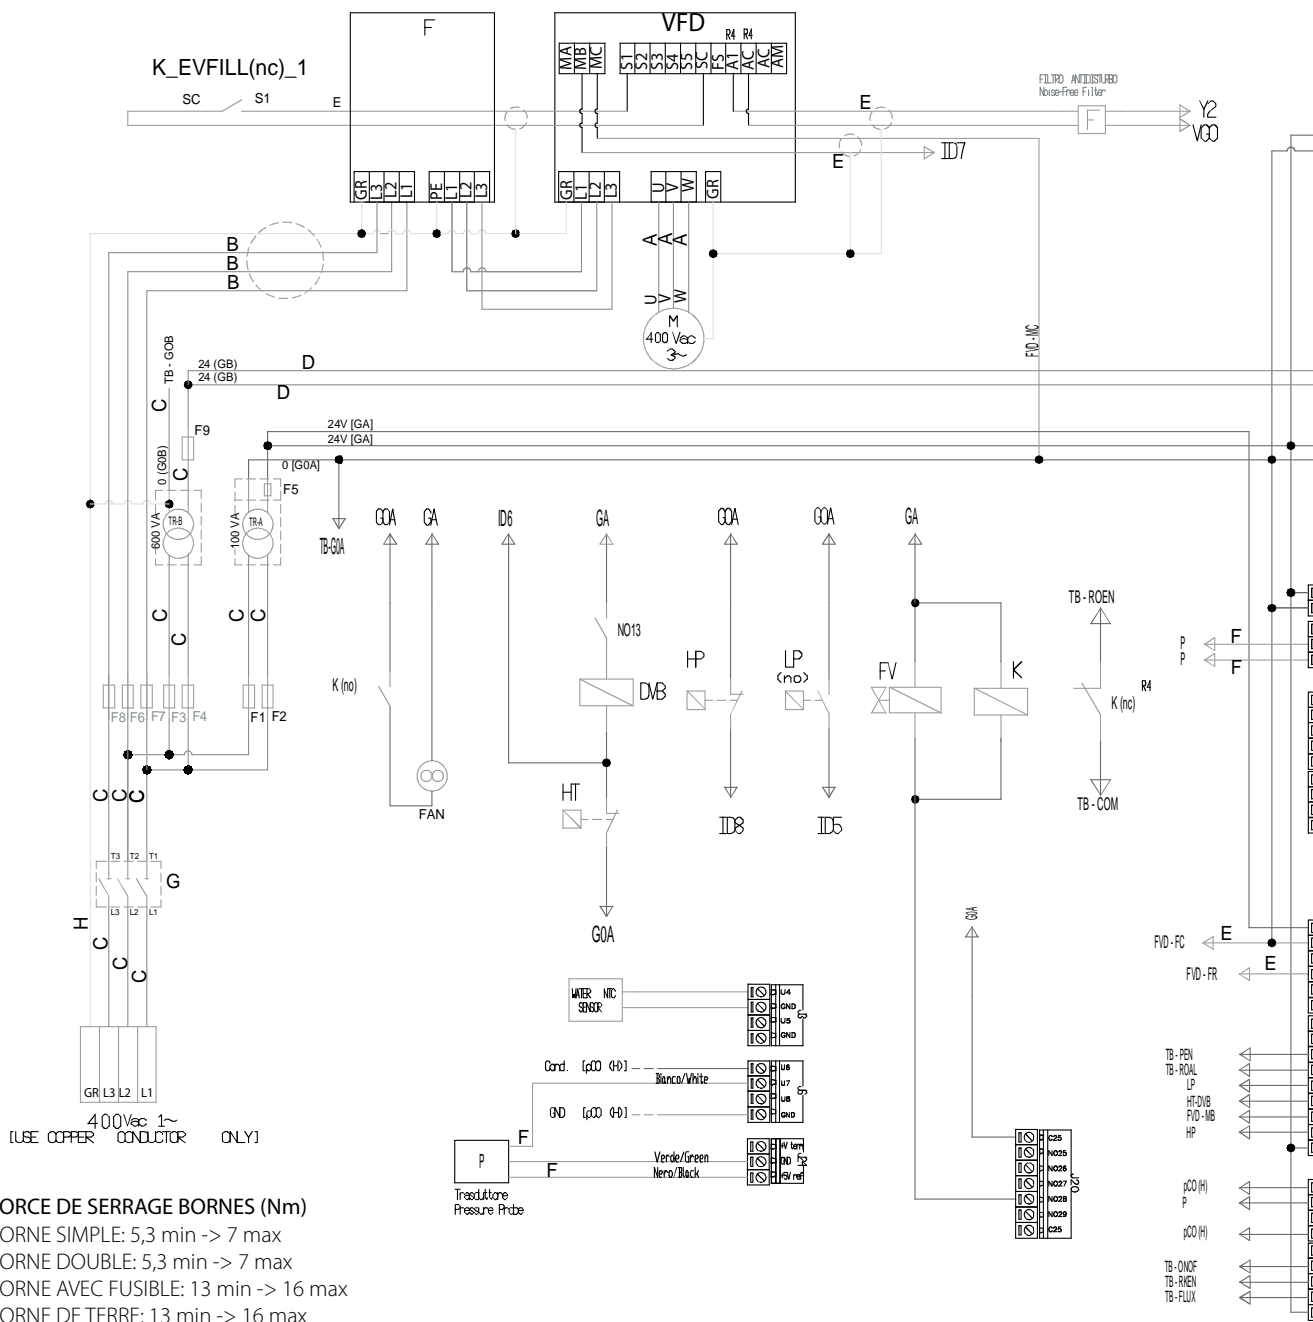 F
VFD
R4 R4
MA MB MC S1 S2 S3 S4 S5 SC FS A1 AC AC AM
K_EVFILL(nc)_1
SC S1 E
E
E
FILTRO ANTIDISTURBO
Noise-Free Filter
F
Y2
VG0
ID7
GR L3 L2 L1 PE L1 L2 L3
GR L1 L2 L3 U V W GR
B
B
B
A A A
U V W
M
400 Vac
3~
FVD-MC
TB - GOB
24 (GB) D
24 (GB) D
C
F9
24V [GA]
24V [GA]
0 (G0B)
C
0 [G0A]
F5
600 VA
TR-B
100 VA
TR-A
TB-G0A
G0A GA ID6 GA G0A G0A GA
C C
C C
NO13
TB - ROEN
K (no)
DVB
HP
LP
(no)
FV
K
K (nc)
R4
P F
P F
F8 F6 F7 F3 F4
F1 F2
FAN
HT
ID8
ID5
TB - COM
C C C
T3 T2 T1
G
L3 L2 L1
H
C
C
C
G0A
G0A
FVD - FC E
E
FVD - FR
WATER NTC
SENSOR
U4
GND
U5
GND
J3
Cond. [pCO (H)]
Bianco/White
GND [pCO (H)]
U6
U7
U8
GND
J5
GR L3 L2 L1
400Vac 1~
[USE COPPER CONDUCTOR ONLY]
F
P
F
Verde/Green
Nero/Black
+V term
GND
+5V ref
Trasduttore
Pressure Probe
C25
NO25
NO26
NO27
NO28
NO29
C25
J20
TB - PEN
TB - ROAL
LP
HT-DVB
FVD - MB
HP
pCO (H)
P
pCO (H)
TB - ONOF
TB - RKEN
TB - FLUX
ORCE DE SERRAGE BORNES (Nm)
ORNE SIMPLE: 5,3 min -> 7 max
ORNE DOUBLE: 5,3 min -> 7 max
ORNE AVEC FUSIBLE: 13 min -> 16 max
ORNE DE TERRE: 13 min -> 16 max